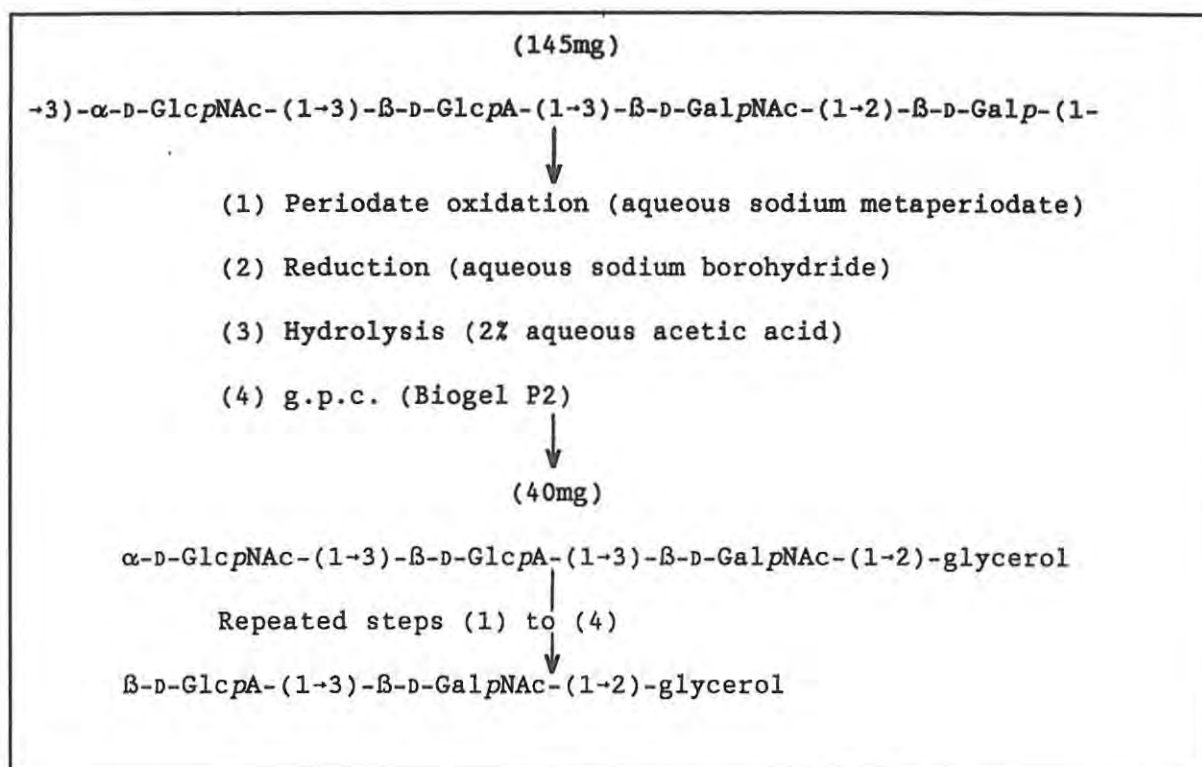 (145mg)
→3)-α-D-GlcpNAc-(1→3)-ß-D-GlcpA-(1→3)-ß-D-GalpNAc-(1→2)-ß-D-Galp-(1-
(1) Periodate oxidation (aqueous sodium metaperiodate)
(2) Reduction (aqueous sodium borohydride)
(3) Hydrolysis (2% aqueous acetic acid)
(4) g.p.c. (Biogel P2)
(40mg)
α-D-GlcpNAc-(1→3)-ß-D-GlcpA-(1→3)-ß-D-GalpNAc-(1→2)-glycerol
Repeated steps (1) to (4)
ß-D-GlcpA-(1→3)-ß-D-GalpNAc-(1→2)-glycerol